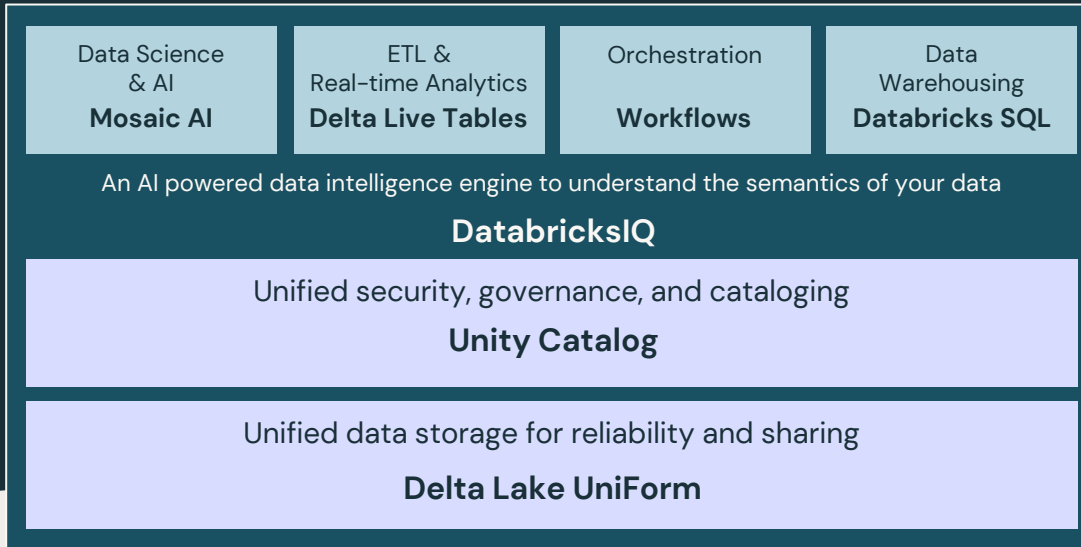 Data Science
& AI
Mosaic AI
ETL &
Real-time Analytics
Delta Live Tables
Orchestration
Workflows
Data
Warehousing
Databricks SQL
An AI powered data intelligence engine to understand the semantics of your data
DatabricksIQ
Unified security, governance, and cataloging
Unity Catalog
Unified data storage for reliability and sharing
Delta Lake UniForm